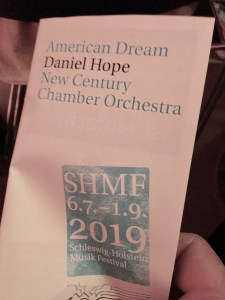 American Dream
Daniel Hope
New Century
Chamber Orchestra
SHMF
6.7.–1.9.
2019
Schleswig-Holstein
Musik Festival